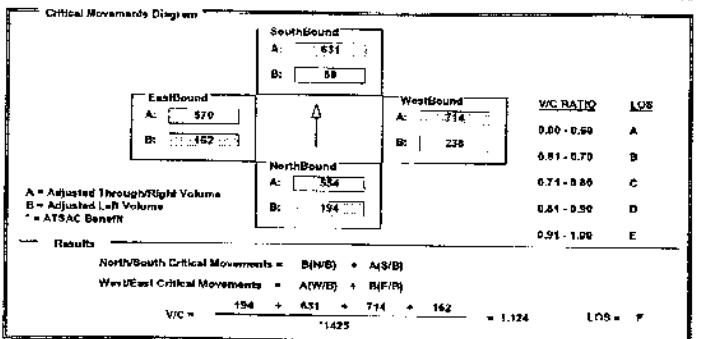 Critical Movements Diagram
SouthBound
A: 631
B: 58
EastBound
A: 570
B: 162
WestBound
A: 714
B: 238
NorthBound
A: 554
B: 194
V/C RATIO LOS
0.00 - 0.60 A
0.61 - 0.70 B
0.71 - 0.80 C
0.81 - 0.90 D
0.91 - 1.00 E
A = Adjusted Through/Right Volume
B = Adjusted Left Volume
* = ATSAC Benefit
Results
North/South Critical Movements = B(N/B) + A(S/B)
West/East Critical Movements = A(W/B) + B(E/B)
194 + 631 + 714 + 162
V/C = = 1.124 LOS = F
*1425